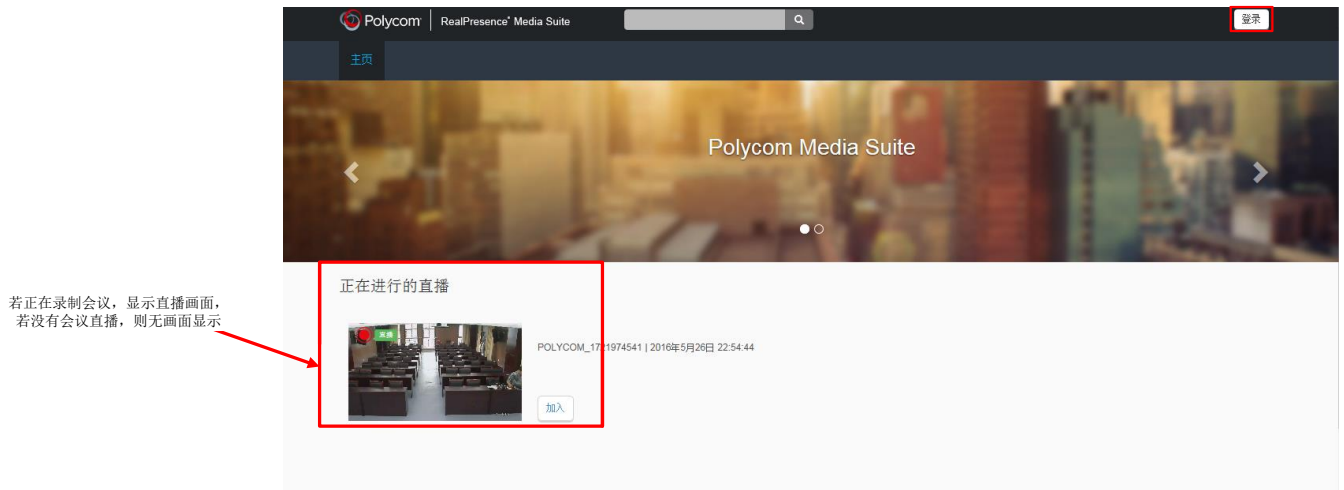 Polycom RealPresence® Media Suite
登录
主页
Polycom Media Suite
正在进行的直播
若正在录制会议，显示直播画面，
若没有会议直播，则无画面显示
直播
POLYCOM_1721974541 | 2016年5月26日 22:54:44
加入